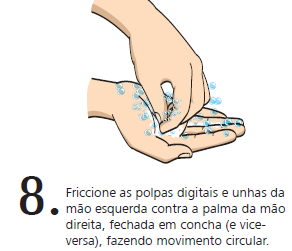 8. Friccione as polpas digitais e unhas da
mão esquerda contra a palma da mão
direita, fechada em concha (e vice-
versa), fazendo movimento circular.